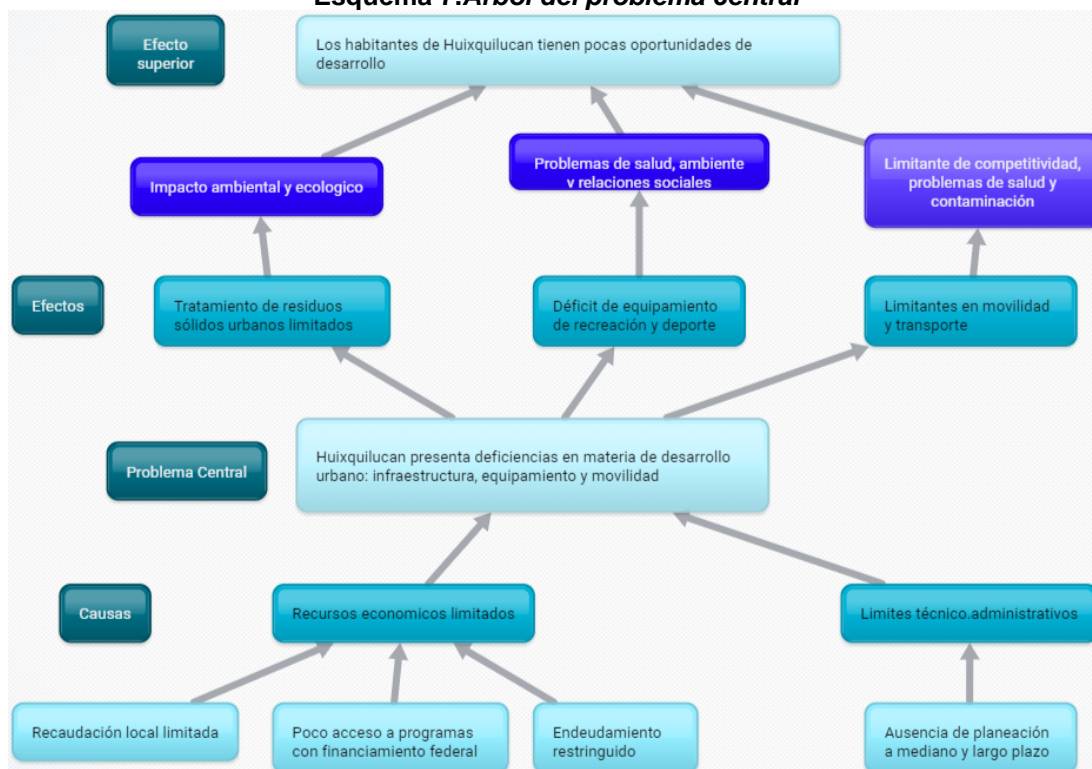 Esquema 7.Árbol del problema central
Efecto
superior
Los habitantes de Huixquilucan tienen pocas oportunidades de
desarrollo
Impacto ambiental y ecologico
Problemas de salud, ambiente
y relaciones sociales
Limitante de competitividad,
problemas de salud y
contaminación
Efectos
Tratamiento de residuos
sólidos urbanos limitados
Déficit de equipamiento
de recreación y deporte
Limitantes en movilidad
y transporte
Problema Central
Huixquilucan presenta deficiencias en materia de desarrollo
urbano: infraestructura, equipamiento y movilidad
Causas
Recursos economicos limitados
Limites técnico.administrativos
Recaudación local limitada
Poco acceso a programas
con financiamiento federal
Endeudamiento
restringuido
Ausencia de planeación
a mediano y largo plazo